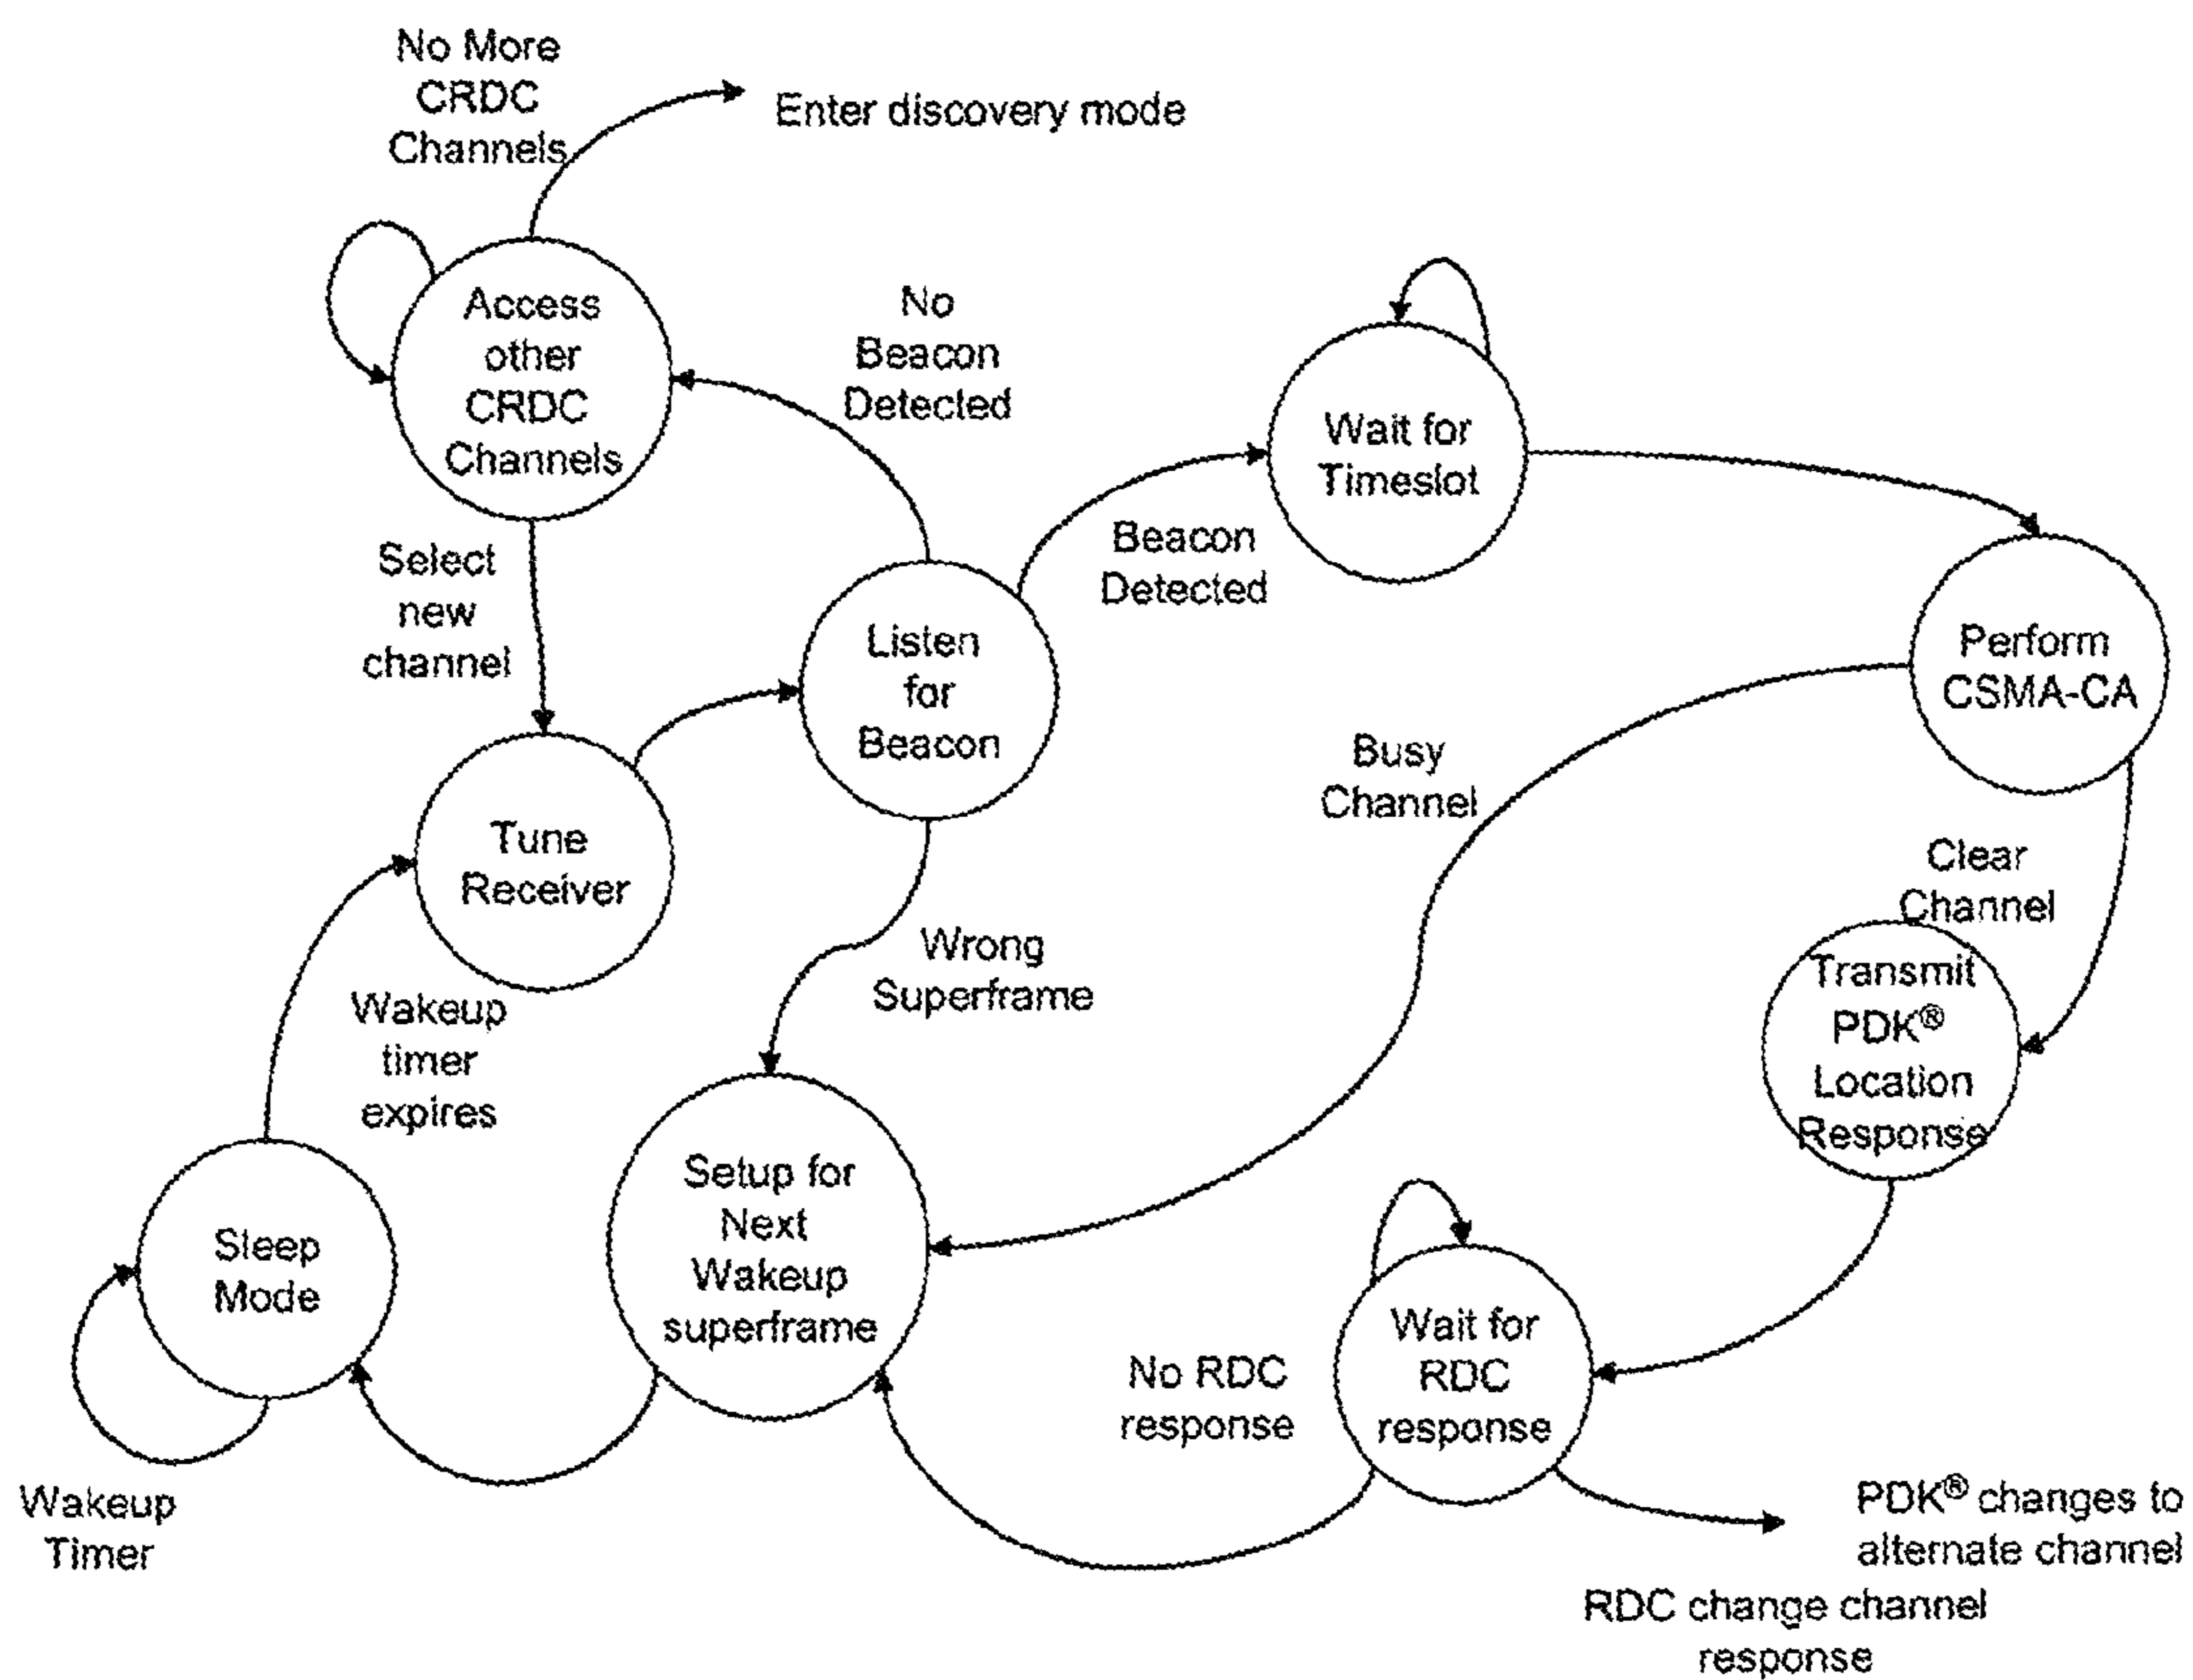 No More
CRDC
Channels
Enter discovery mode
Access
other
CRDC
Channels
No
Beacon
Detected
Wait for
Timeslot
Select
new
channel
Beacon
Detected
Listen
for
Beacon
Perform
CSMA-CA
Busy
Channel
Tune
Receiver
Clear
Channel
Wrong
Superframe
Transmit
PDK®
Location
Response
Wakeup
timer
expires
Setup for
Next
Wakeup
superframe
Sleep
Mode
Wait for
RDC
response
No RDC
response
Wakeup
Timer
PDK® changes to
alternate channel
RDC change channel
response